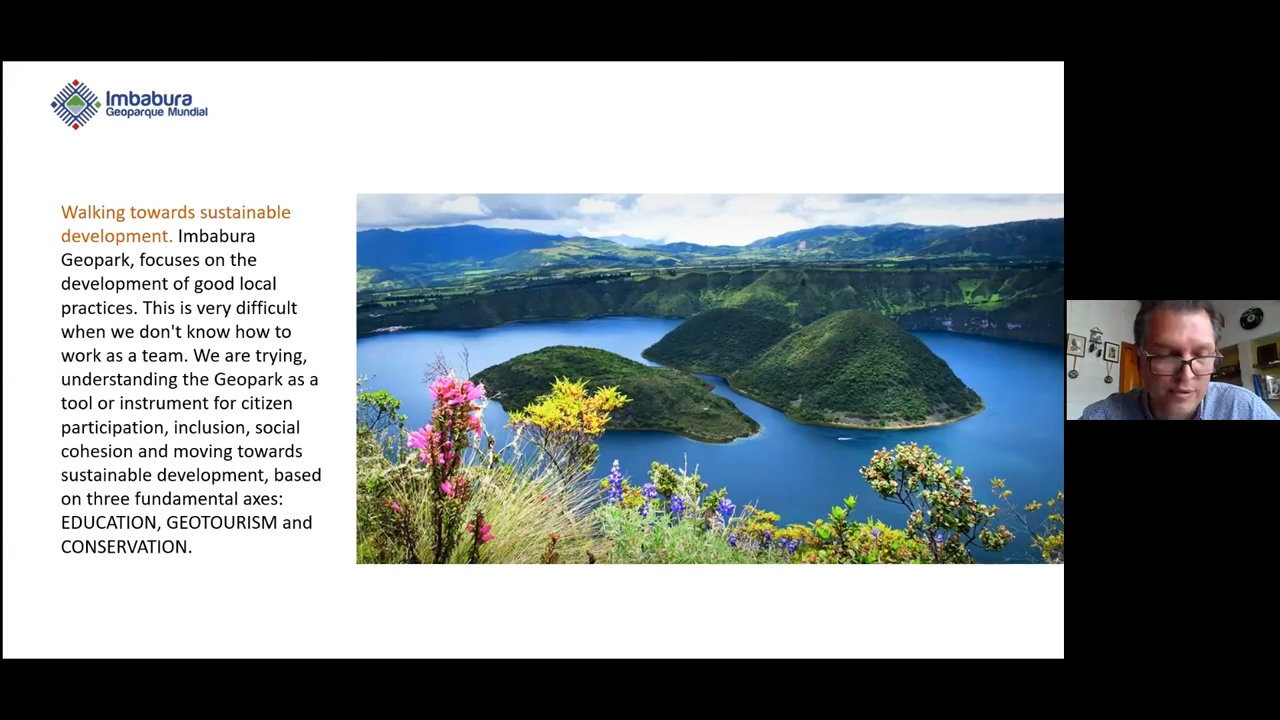 Imbabura
Geoparque Mundial
Walking towards sustainable
development. Imbabura
Geopark, focuses on the
development of good local
practices. This is very difficult
when we don't know how to
work as a team. We are trying,
understanding the Geopark as a
tool or instrument for citizen
participation, inclusion, social
cohesion and moving towards
sustainable development, based
on three fundamental axes:
EDUCATION, GEOTOURISM and
CONSERVATION.